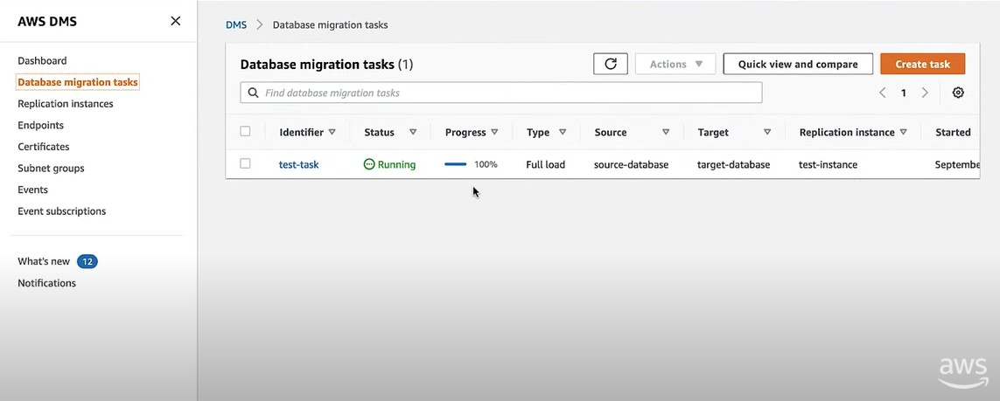 AWS DMS
Dashboard
Database migration tasks
Replication instances
Endpoints
Certificates
Subnet groups
Events
Event subscriptions
What's new 12
Notifications
DMS Database migration tasks
Database migration tasks (1)
Actions Quick view and compare Create task
Find database migration tasks
1
Identifier Status Progress Type Source Target Replication instance Started
test-task Running 100% Full load source-database target-database test-instance Septembe
aws